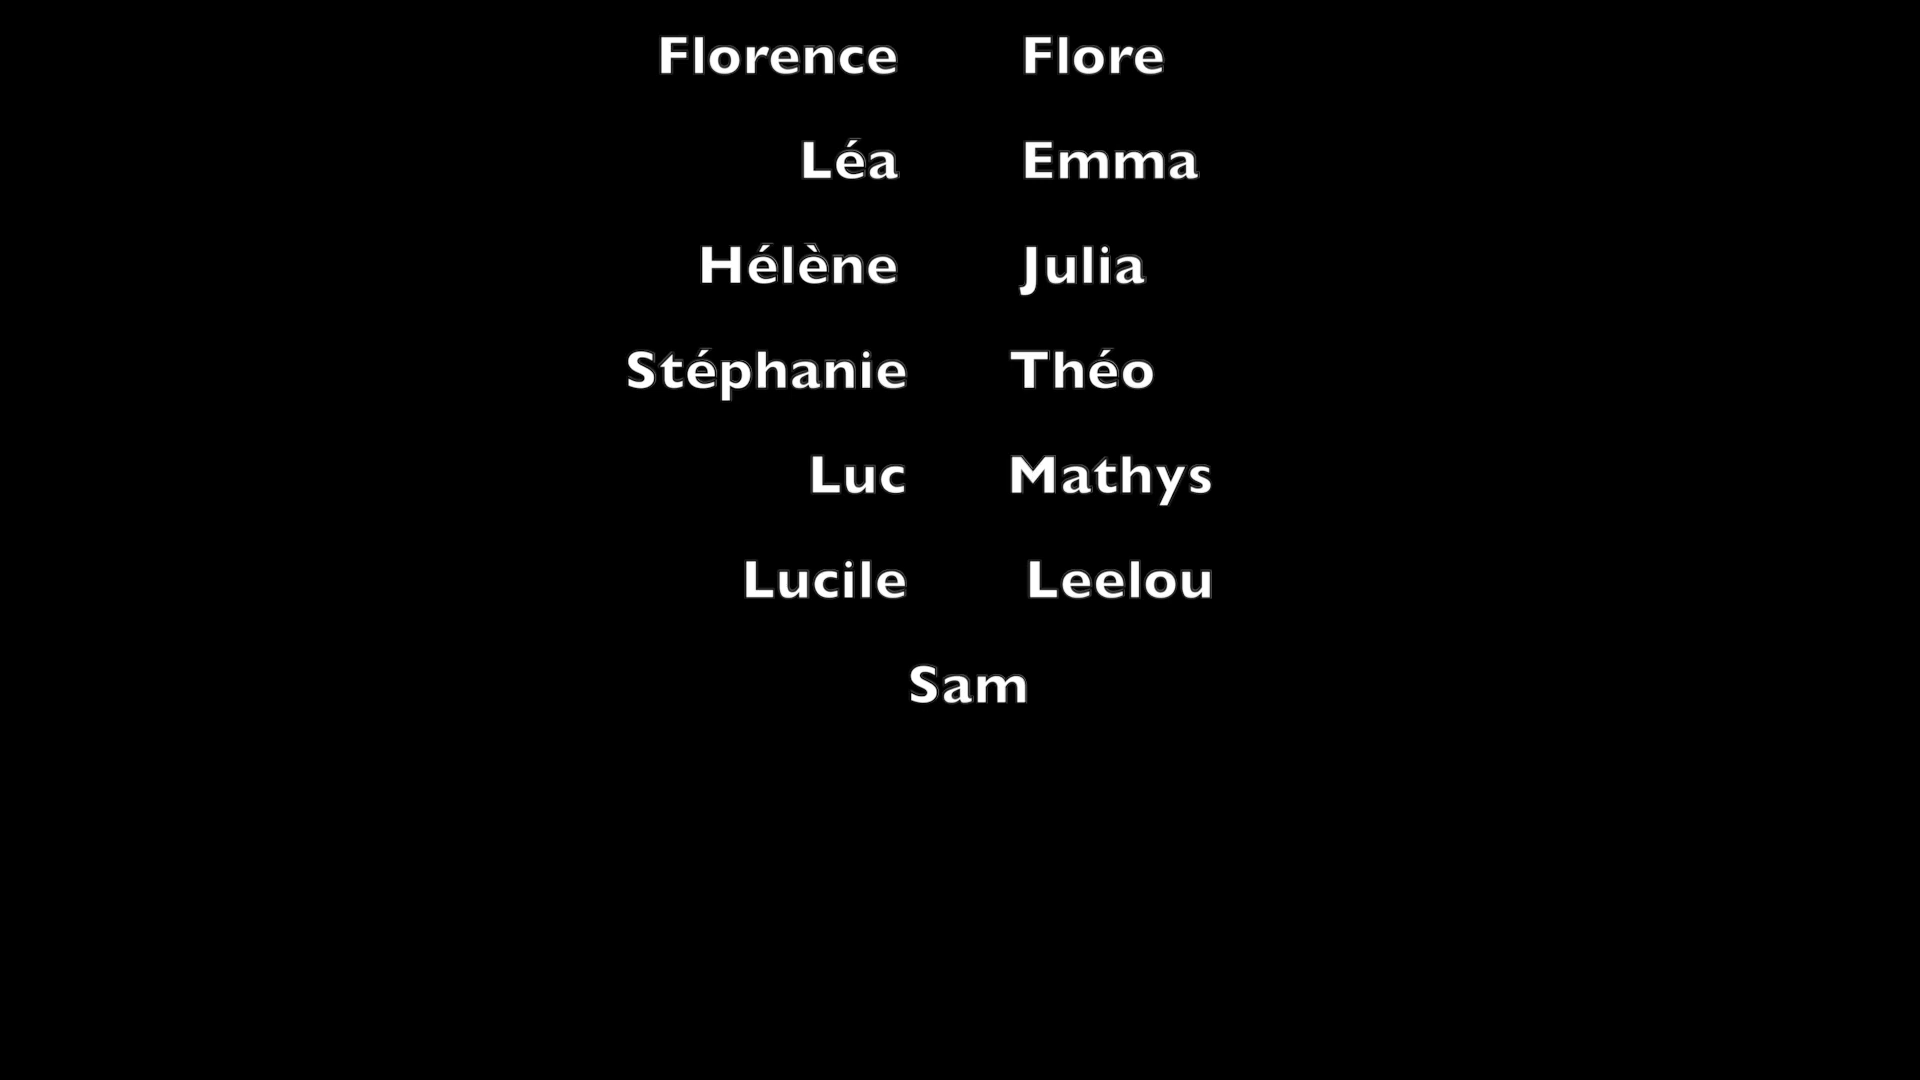 Florence Flore
Léa Emma
Hélène Julia
Stéphanie Théo
Luc Mathys
Lucile Leelou
Sam